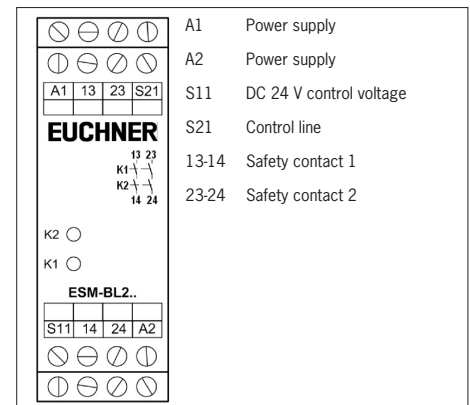 A1 Power supply
A2 Power supply
A1 13 23 S21
S11 DC 24 V control voltage
EUCHNER
S21 Control line
13 23
K1
13-14 Safety contact 1
K2
14 24
23-24 Safety contact 2
K2
K1
ESM-BL2..
S11 14 24 A2